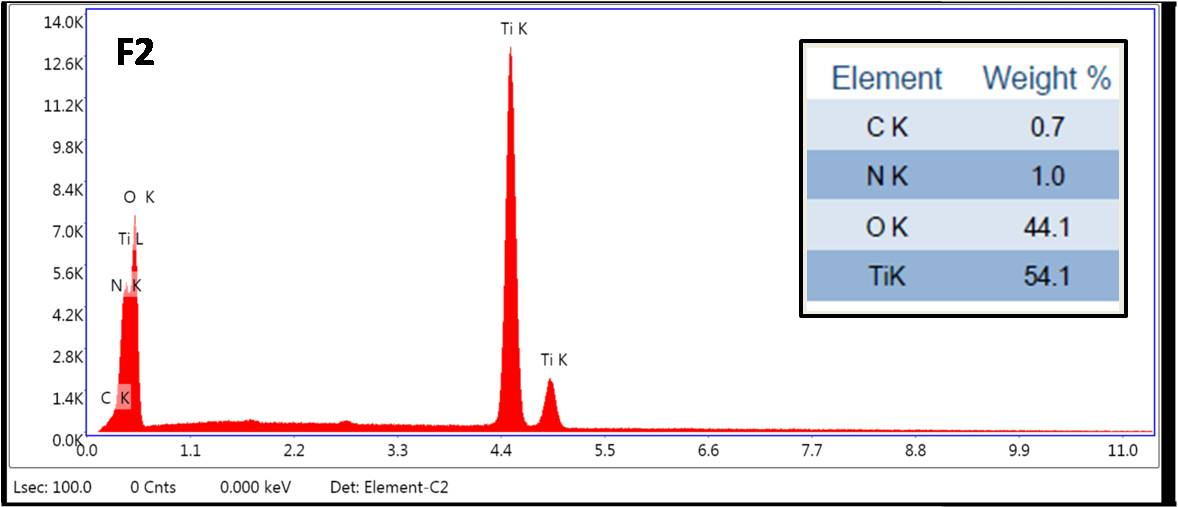 F2
14.0K
12.6K
11.2K
9.8K
8.4K
7.0K
5.6K
4.2K
2.8K
1.4K
0.0K
Ti K
O K
Ti L
N K
C K
Ti K
Element Weight %
C K 0.7
N K 1.0
O K 44.1
TiK 54.1
0.0 1.1 2.2 3.3 4.4 5.5 6.6 7.7 8.8 9.9 11.0
Lsec: 100.0 0 Cnts 0.000 keV Det: Element-C2